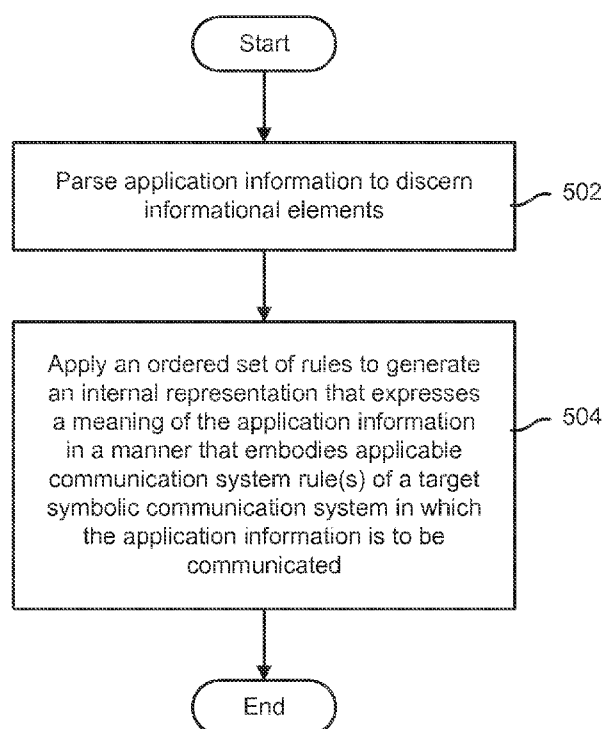 Start
Parse application information to discern
informational elements
502
Apply an ordered set of rules to generate
an internal representation that expresses
a meaning of the application information
in a manner that embodies applicable
communication system rule(s) of a target
symbolic communication system in which
the application information is to be
communicated
504
End